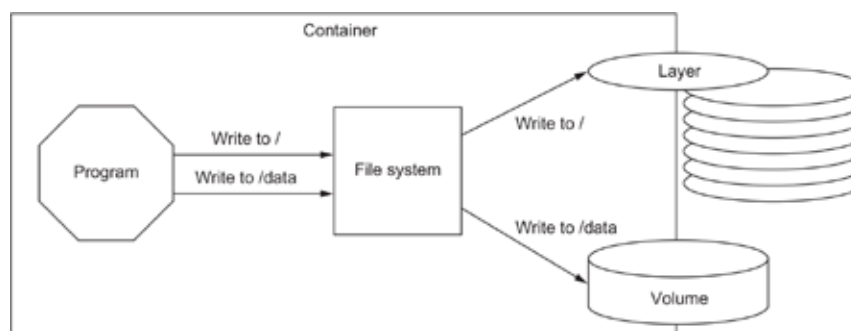 Container
Layer
Write to /
Write to /
Program
File system
Write to /data
Write to /data
Volume